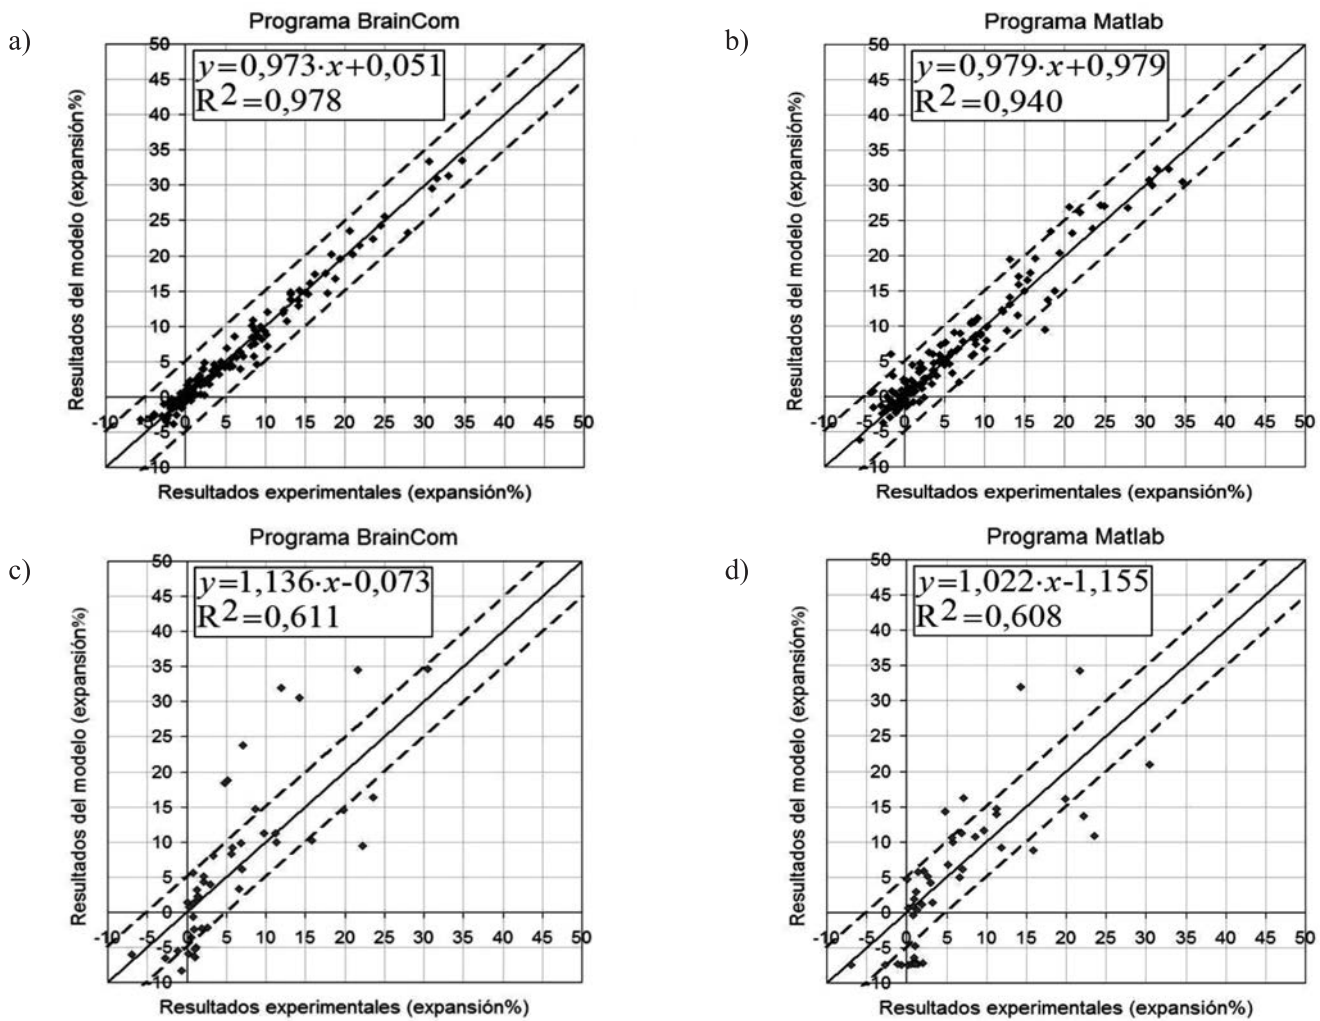 a)
Programa BrainCom
y=0,973·x+0,051
R2=0,978
50
45
40
35
30
25
20
15
10
5
0
-5
-10
-10 -5 0 5 10 15 20 25 30 35 40 45 50
Resultados del modelo (expansión%)
Resultados experimentales (expansión%)
b)
Programa Matlab
y=0,979·x+0,979
R2=0,940
50
45
40
35
30
25
20
15
10
5
0
-5
-10
-10 -5 0 5 10 15 20 25 30 35 40 45 50
Resultados del modelo (expansión%)
Resultados experimentales (expansión%)
c)
Programa BrainCom
y=1,136·x-0,073
R2=0,611
50
45
40
35
30
25
20
15
10
5
0
-5
-10
-10 -5 0 5 10 15 20 25 30 35 40 45 50
Resultados del modelo (expansión%)
Resultados experimentales (expansión%)
d)
Programa Matlab
y=1,022·x-1,155
R2=0,608
50
45
40
35
30
25
20
15
10
5
0
-5
-10
-10 -5 0 5 10 15 20 25 30 35 40 45 50
Resultados del modelo (expansión%)
Resultados experimentales (expansión%)